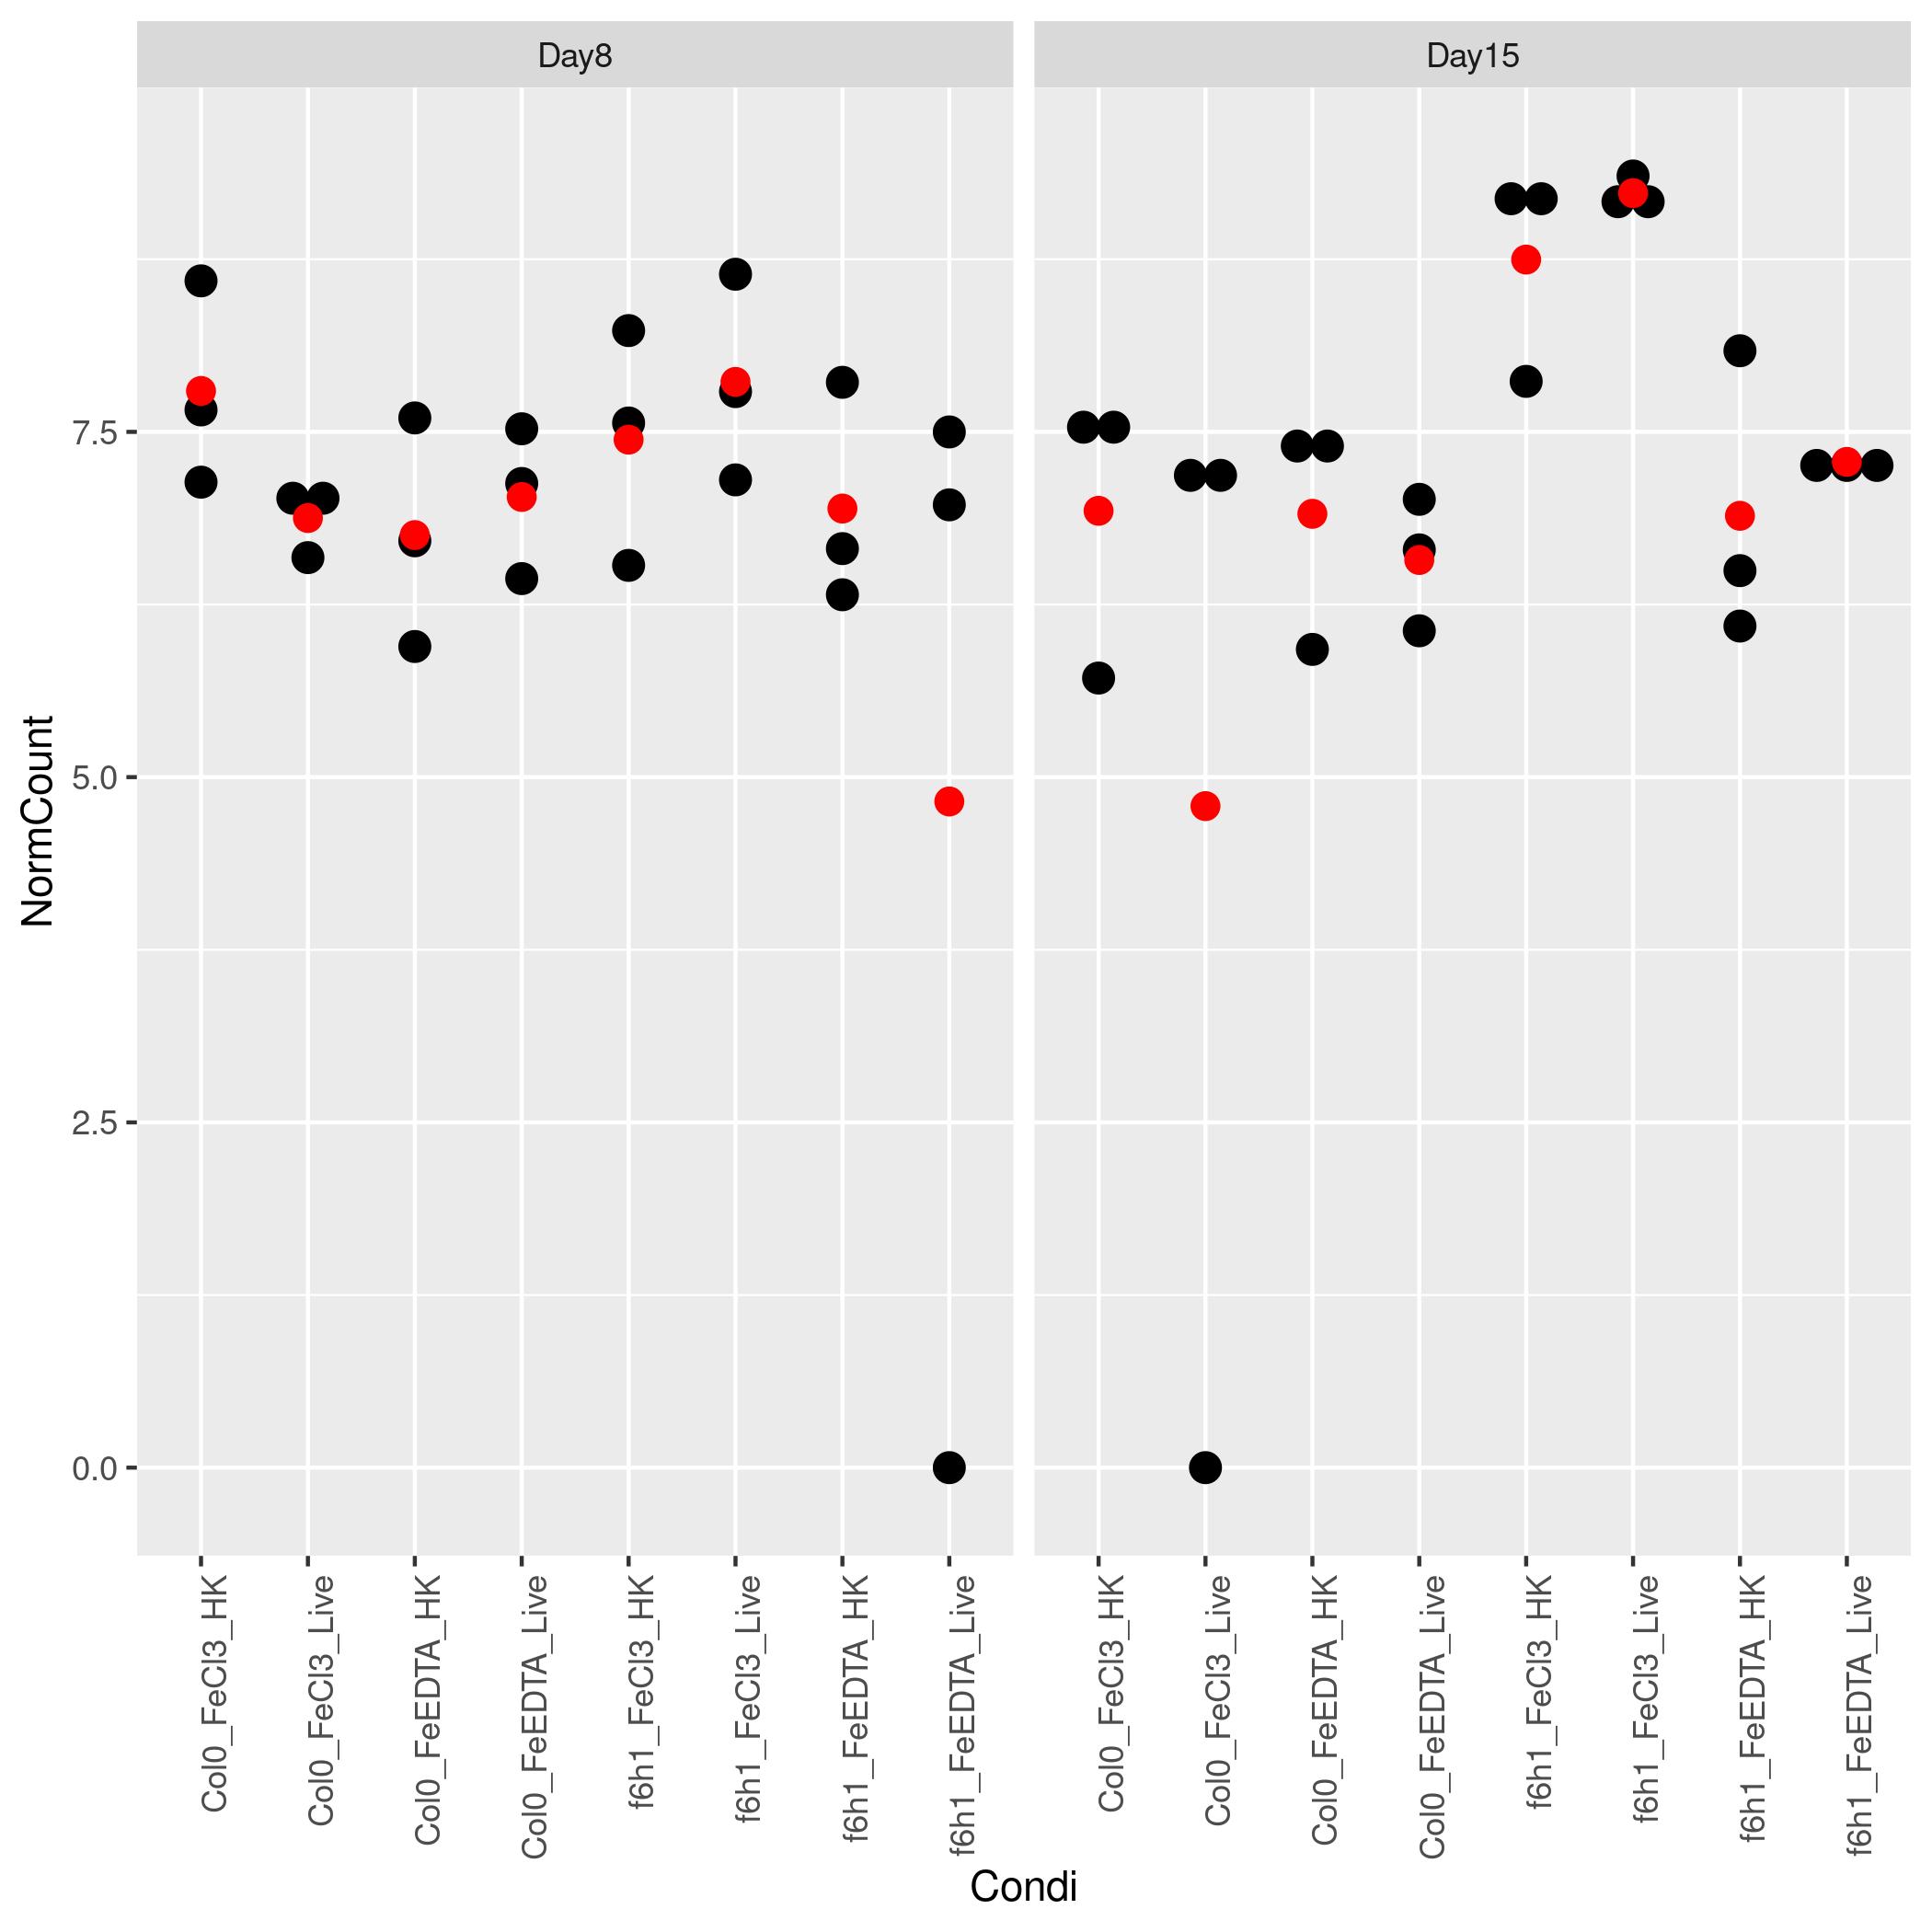 Day8
Day15
NormCount
7.5
5.0
2.5
0.0
Col0_FeCl3_HK
Col0_FeCl3_Live
Col0_FeEDTA_HK
Col0_FeEDTA_Live
f6h1_FeCl3_HK
f6h1_FeCl3_Live
f6h1_FeEDTA_HK
f6h1_FeEDTA_Live
Col0_FeCl3_HK
Col0_FeCl3_Live
Col0_FeEDTA_HK
Col0_FeEDTA_Live
f6h1_FeCl3_HK
f6h1_FeCl3_Live
f6h1_FeEDTA_HK
f6h1_FeEDTA_Live
Condi